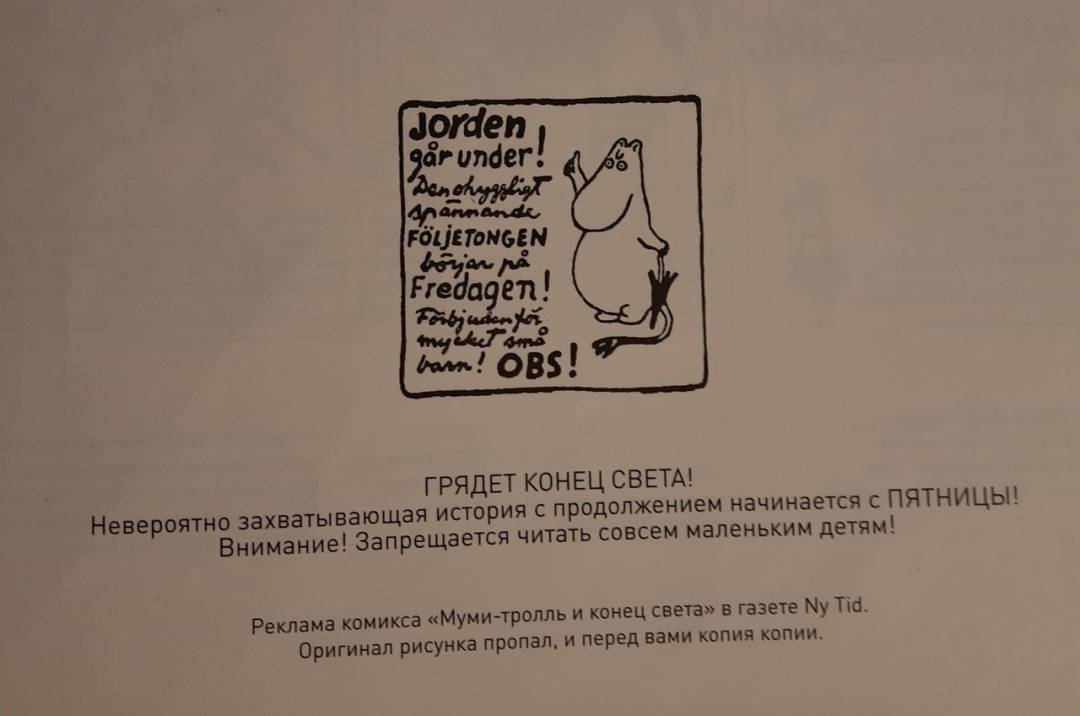 Jorden
går under!
Den ohyggligt
spännande
FÖLJETONGEN
börjar på
Fredagen!
Förbjuden för
mycket små
barn! OBS!
ГРЯДЕТ КОНЕЦ СВЕТА!
Невероятно захватывающая история с продолжением начинается с ПЯТНИЦЫ!
Внимание! Запрещается читать совсем маленьким детям!
Реклама комикса «Муми-тролль и конец света» в газете Ny Tid.
Оригинал рисунка пропал, и перед вами копия копии.